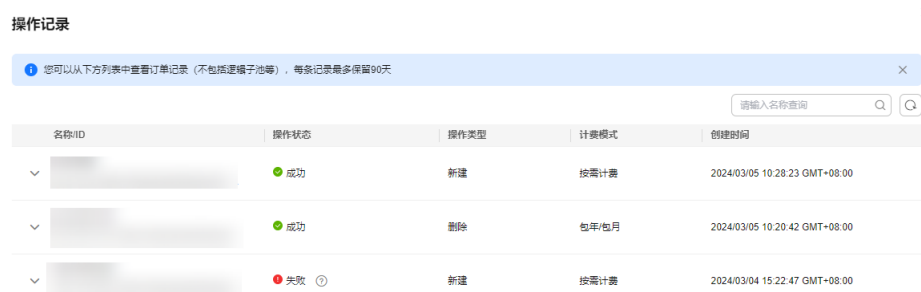 操作记录
您可以从下方列表中查看订单记录（不包括逻辑子池等），每条记录最多保留90天
请输入名称查询
名称/ID 操作状态 操作类型 计费模式 创建时间
成功 新建 按需计费 2024/03/05 10:28:23 GMT+08:00
成功 删除 包年/包月 2024/03/05 10:20:42 GMT+08:00
失败 新建 按需计费 2024/03/04 15:22:47 GMT+08:00